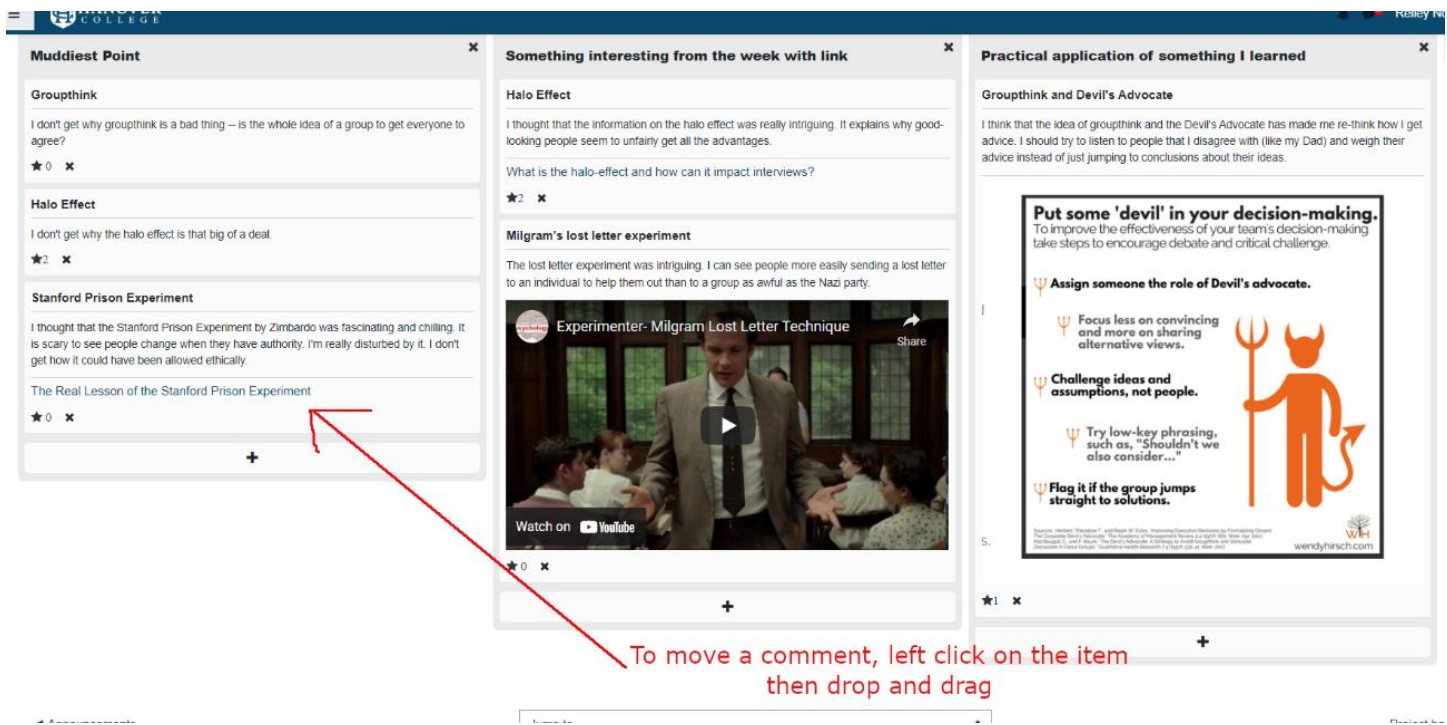 HANOVER
COLLEGE
Relley No
Muddiest Point
Groupthink
I don't get why groupthink is a bad thing -- is the whole idea of a group to get everyone to
agree?
0
Halo Effect
I don't get why the halo effect is that big of a deal.
2
Stanford Prison Experiment
I thought that the Stanford Prison Experiment by Zimbardo was fascinating and chilling. It
is scary to see people change when they have authority. I'm really disturbed by it. I don't
get how it could have been allowed ethically.
The Real Lesson of the Stanford Prison Experiment
0
+
Something interesting from the week with link
Halo Effect
I thought that the information on the halo effect was really intriguing. It explains why good-
looking people seem to unfairly get all the advantages.
What is the halo-effect and how can it impact interviews?
2
Milgram's lost letter experiment
The lost letter experiment was intriguing. I can see people more easily sending a lost letter
to an individual to help them out than to a group as awful as the Nazi party.
Experimenter- Milgram Lost Letter Technique
Share
Watch on YouTube
0
+
Practical application of something I learned
Groupthink and Devil's Advocate
I think that the idea of groupthink and the Devil's Advocate has made me re-think how I get
advice. I should try to listen to people that I disagree with (like my Dad) and weigh their
advice instead of just jumping to conclusions about their ideas.
Put some 'devil' in your decision-making.
To improve the effectiveness of your team's decision-making
take steps to encourage debate and critical challenge.
Assign someone the role of Devil's advocate.
Focus less on convincing
and more on sharing
alternative views.
Challenge ideas and
assumptions, not people.
Try low-key phrasing,
such as, "Shouldn't we
also consider..."
Flag it if the group jumps
straight to solutions.
WH
wendyhirsch.com
s.
1
+
To move a comment, left click on the item
then drop and drag
Announcements
Jump to